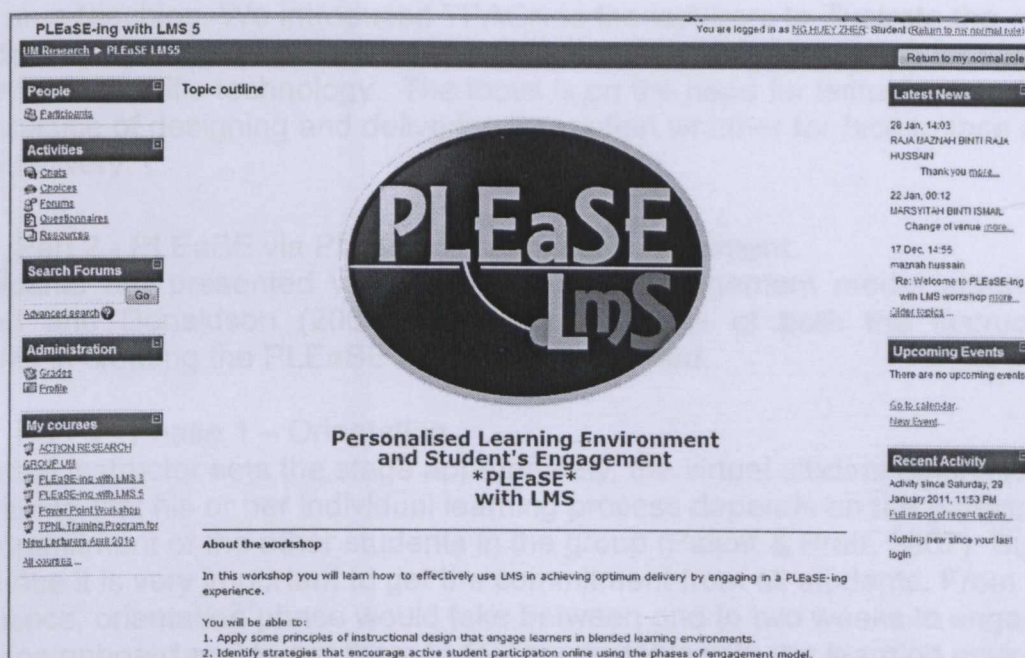 PLEaSE-ing with LMS 5
You are logged in as NG HUEY ZHER: Student (Return to my normal role)
UM Research ► PLEaSE LMS5
Return to my normal role
People
Participants
Activities
Chats
Choices
Forums
Questionnaires
Resources
Search Forums
Go
Advanced search
Administration
Grades
Profile
My courses
ACTION RESEARCH
GROUP UM
PLEaSE-ing with LMS 3
PLEaSE-ing with LMS 5
Power Point Workshop
TPNL Training Program for
New Lecturers April 2010
All courses ...
Topic outline
PLEaSE
LmS
Personalised Learning Environment
and Student's Engagement
*PLEaSE*
with LMS
About the workshop
In this workshop you will learn how to effectively use LMS in achieving optimum delivery by engaging in a PLEaSE-ing
experience.
You will be able to:
1. Apply some principles of instructional design that engage learners in blended learning environments.
2. Identify strategies that encourage active student participation online using the phases of engagement model.
Latest News
28 Jan, 14:03
RAJA MAZNAH BINTI RAJA
HUSSAIN
Thank you more...
22 Jan, 00:12
MARSYITAH BINTI ISMAIL
Change of venue more...
17 Dec, 14:55
maznah hussain
Re: Welcome to PLEaSE-ing
with LMS workshop more...
Older topics ...
Upcoming Events
There are no upcoming events
Go to calendar...
New Event...
Recent Activity
Activity since Saturday, 29
January 2011, 11:53 PM
Full report of recent activity
Nothing new since your last
login